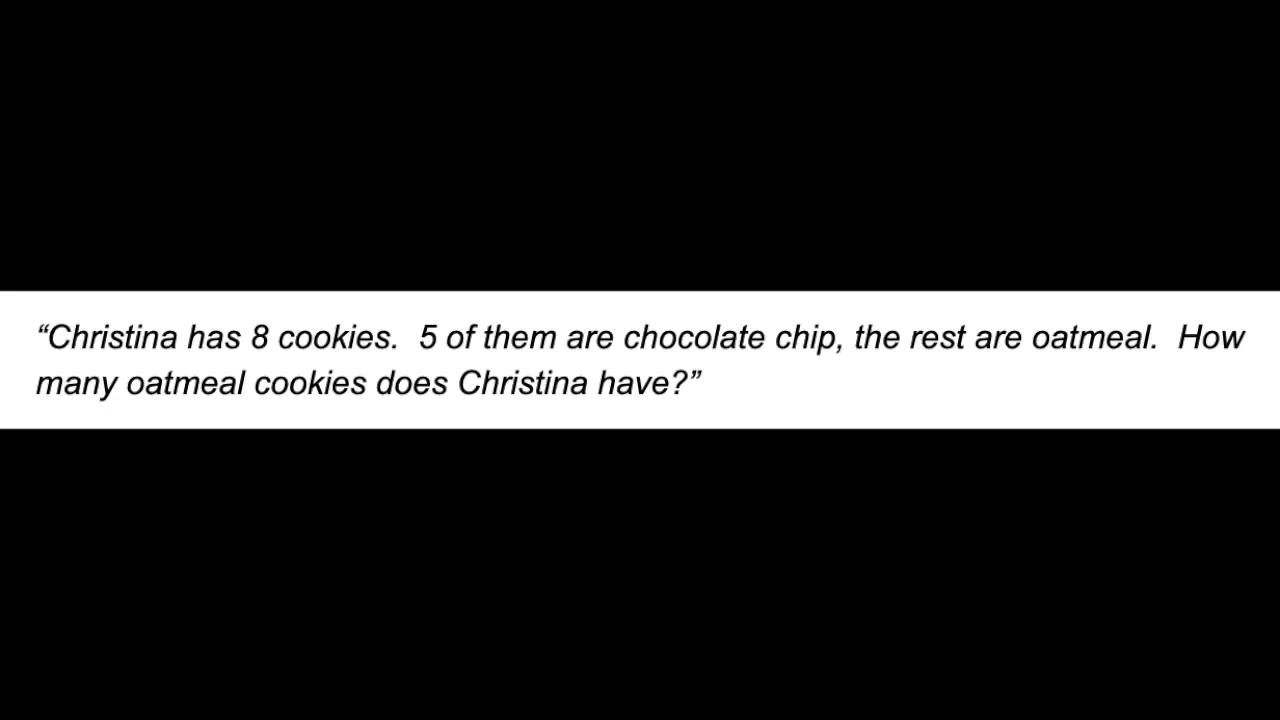 “Christina has 8 cookies.  5 of them are chocolate chip, the rest are oatmeal.  How
many oatmeal cookies does Christina have?”